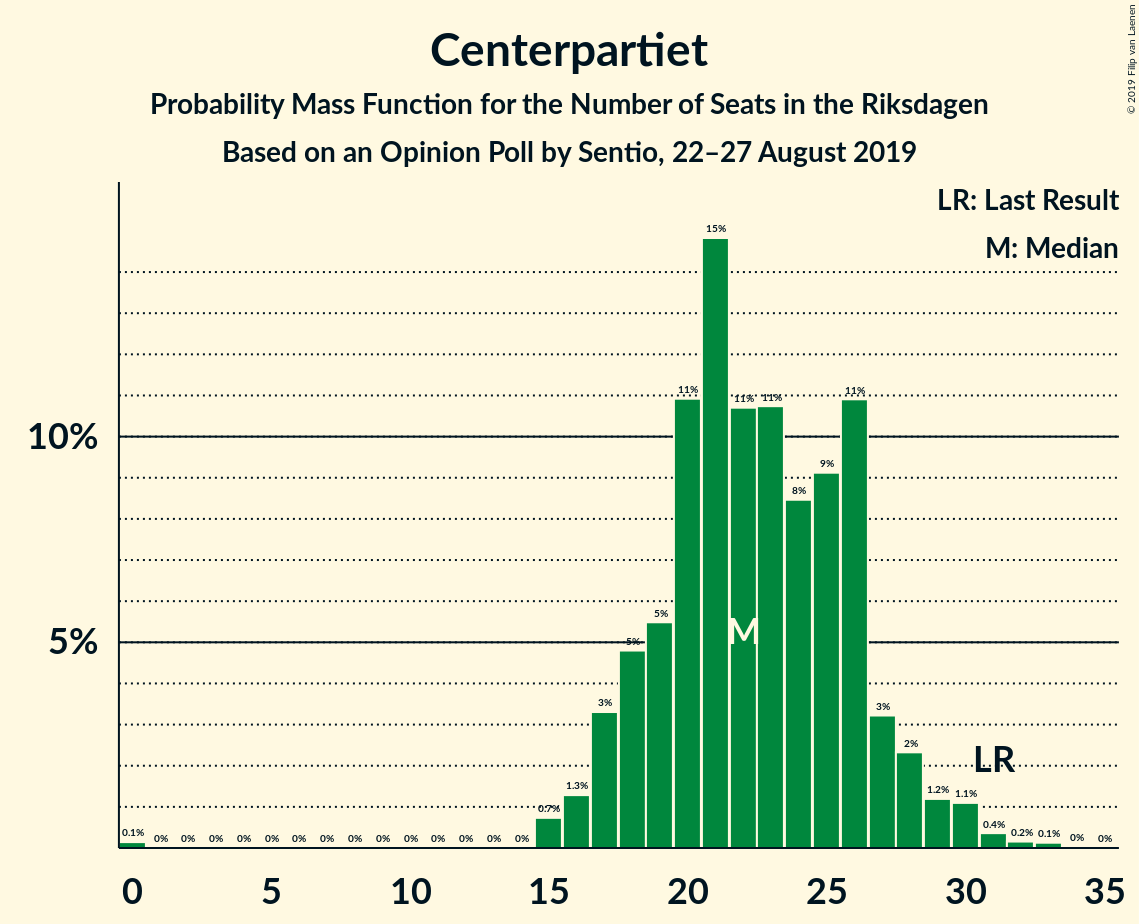 Centerpartiet
Probability Mass Function for the Number of Seats in the Riksdagen
Based on an Opinion Poll by Sentio, 22–27 August 2019
© 2019 Filip van Laenen
LR: Last Result
M: Median
10%
5%
0.1% 0% 0% 0% 0% 0% 0% 0% 0% 0% 0% 0% 0% 0% 0% 0.7% 1.3% 3% 5% 5% 11% 15% 11% 11% 8% 9% 11% 3% 2% 1.2% 1.1% 0.4% 0.2% 0.1% 0% 0%
M
LR
0 5 10 15 20 25 30 35